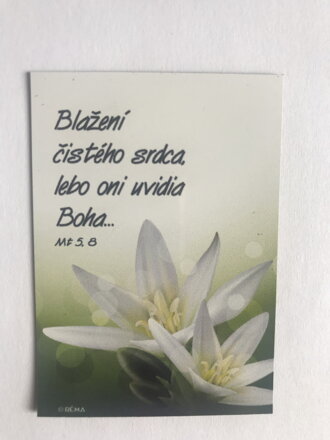 Blažení
čistého srdca,
lebo oni uvidia
Boha...
Mt 5, 8
© BÉMA